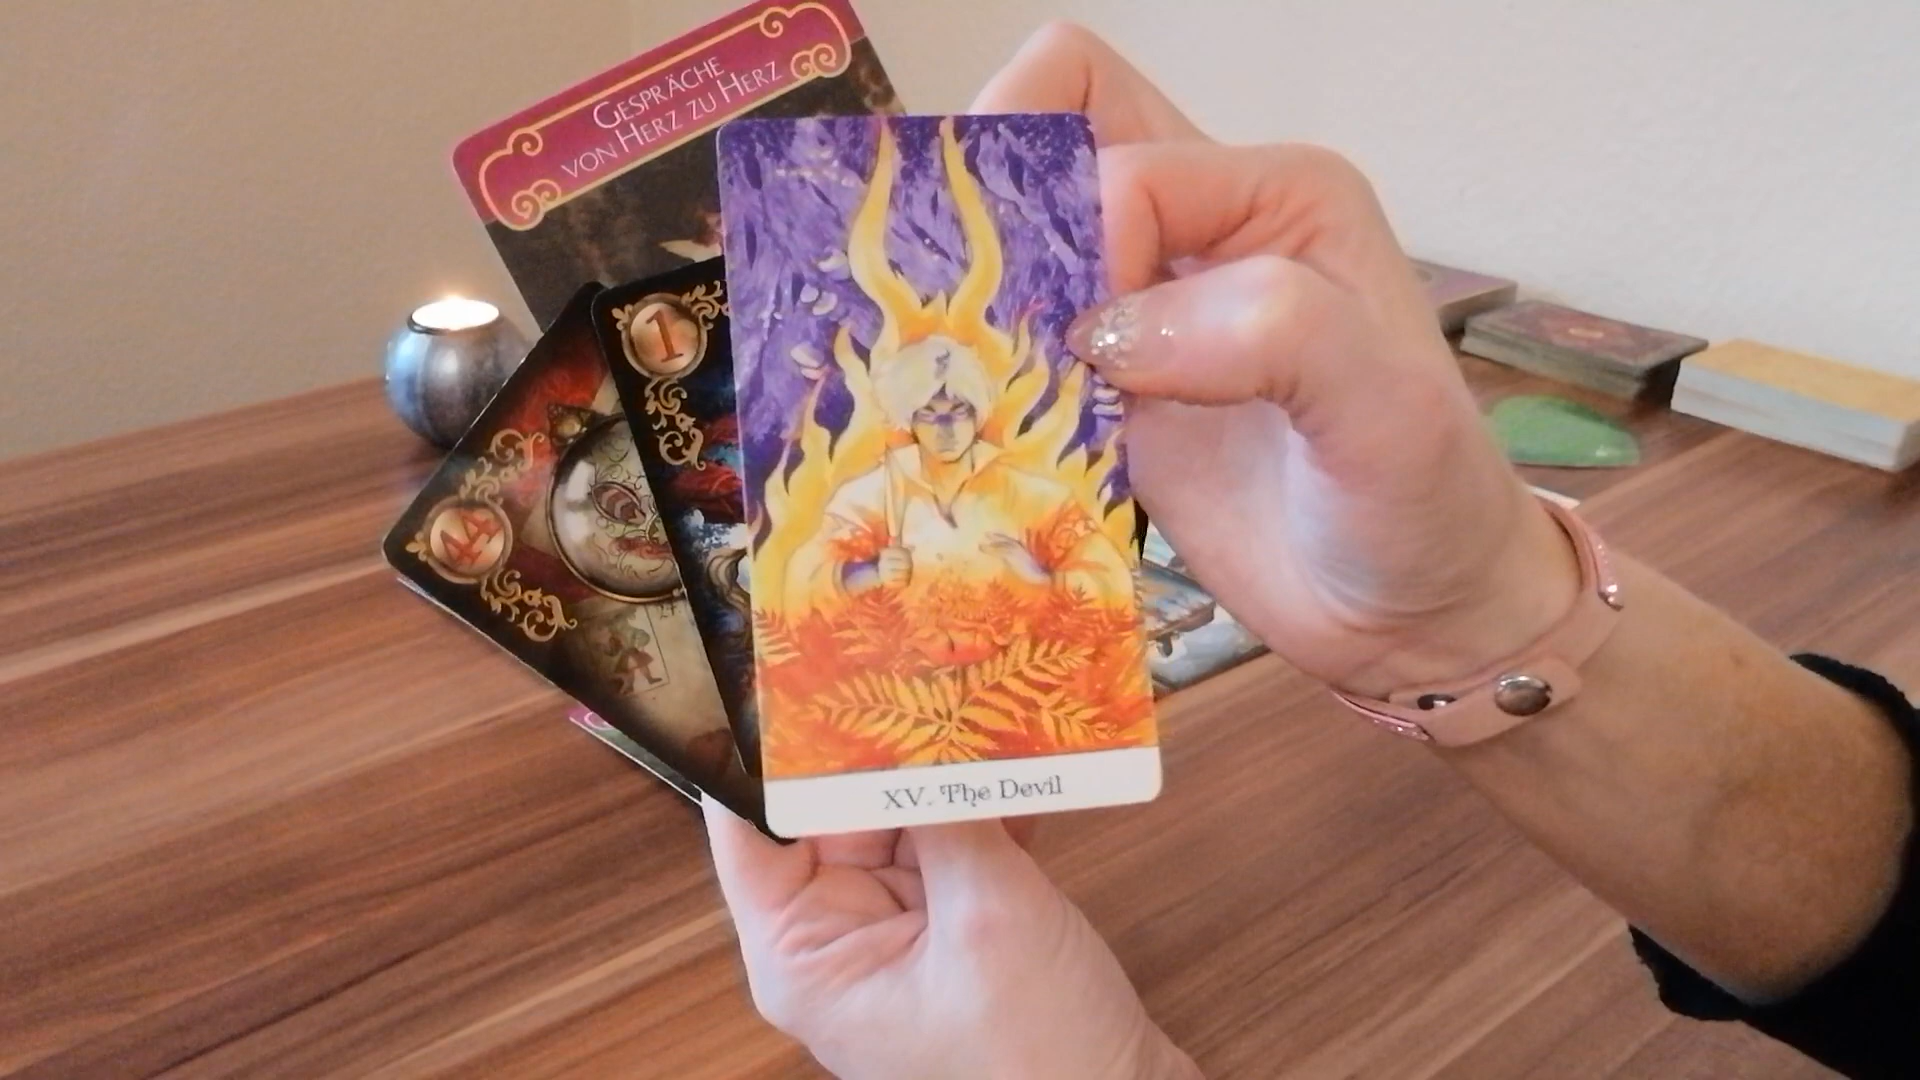 GESPRÄCHE
VON HERZ ZU HERZ
1
44
XV. The Devil